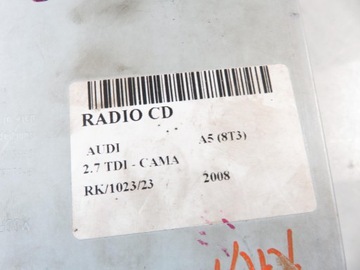 RADIO CD
AUDI A5 (8T3)
2.7 TDI - CAMA
RK/1023/23 2008